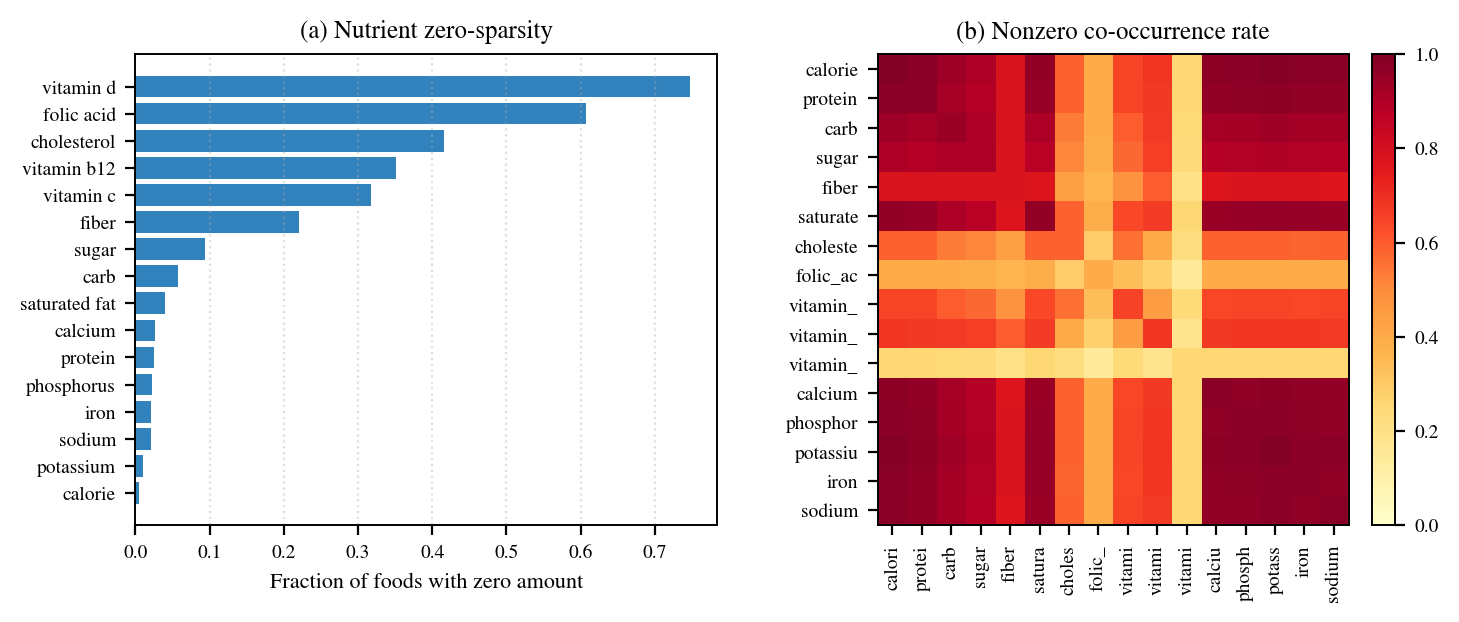 (a) Nutrient zero-sparsity
vitamin d
folic acid
cholesterol
vitamin b12
vitamin c
fiber
sugar
carb
saturated fat
calcium
protein
phosphorus
iron
sodium
potassium
calorie
0.0 0.1 0.2 0.3 0.4 0.5 0.6 0.7
Fraction of foods with zero amount
(b) Nonzero co-occurrence rate
calorie
protein
carb
sugar
fiber
saturate
choleste
folic_ac
vitamin_
vitamin_
vitamin_
calcium
phosphor
potassiu
iron
sodium
calori protei carb sugar fiber satura choles folic_ vitami vitami vitami calciu phosph potass iron sodium
1.0
0.8
0.6
0.4
0.2
0.0